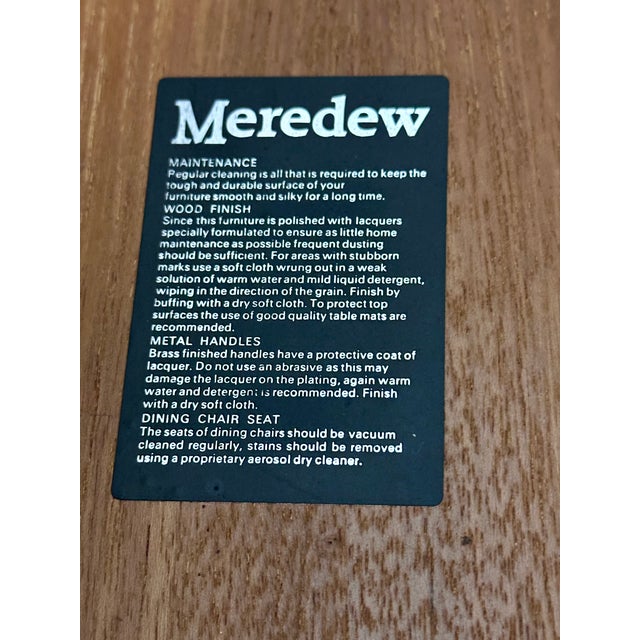 Meredew
MAINTENANCE
Regular cleaning is all that is required to keep the
tough and durable surface of your
furniture smooth and silky for a long time.
WOOD FINISH
Since this furniture is polished with lacquers
specially formulated to ensure as little home
maintenance as possible frequent dusting
should be sufficient. For areas with stubborn
marks use a soft cloth wrung out in a weak
solution of warm water and mild liquid detergent,
wiping in the direction of the grain. Finish by
buffing with a dry soft cloth. To protect top
surfaces the use of good quality table mats are
recommended.
METAL HANDLES
Brass finished handles have a protective coat of
lacquer. Do not use an abrasive as this may
damage the lacquer on the plating, again warm
water and detergent is recommended. Finish
with a dry soft cloth.
DINING CHAIR SEAT
The seats of dining chairs should be vacuum
cleaned regularly, stains should be removed
using a proprietary aerosol dry cleaner.